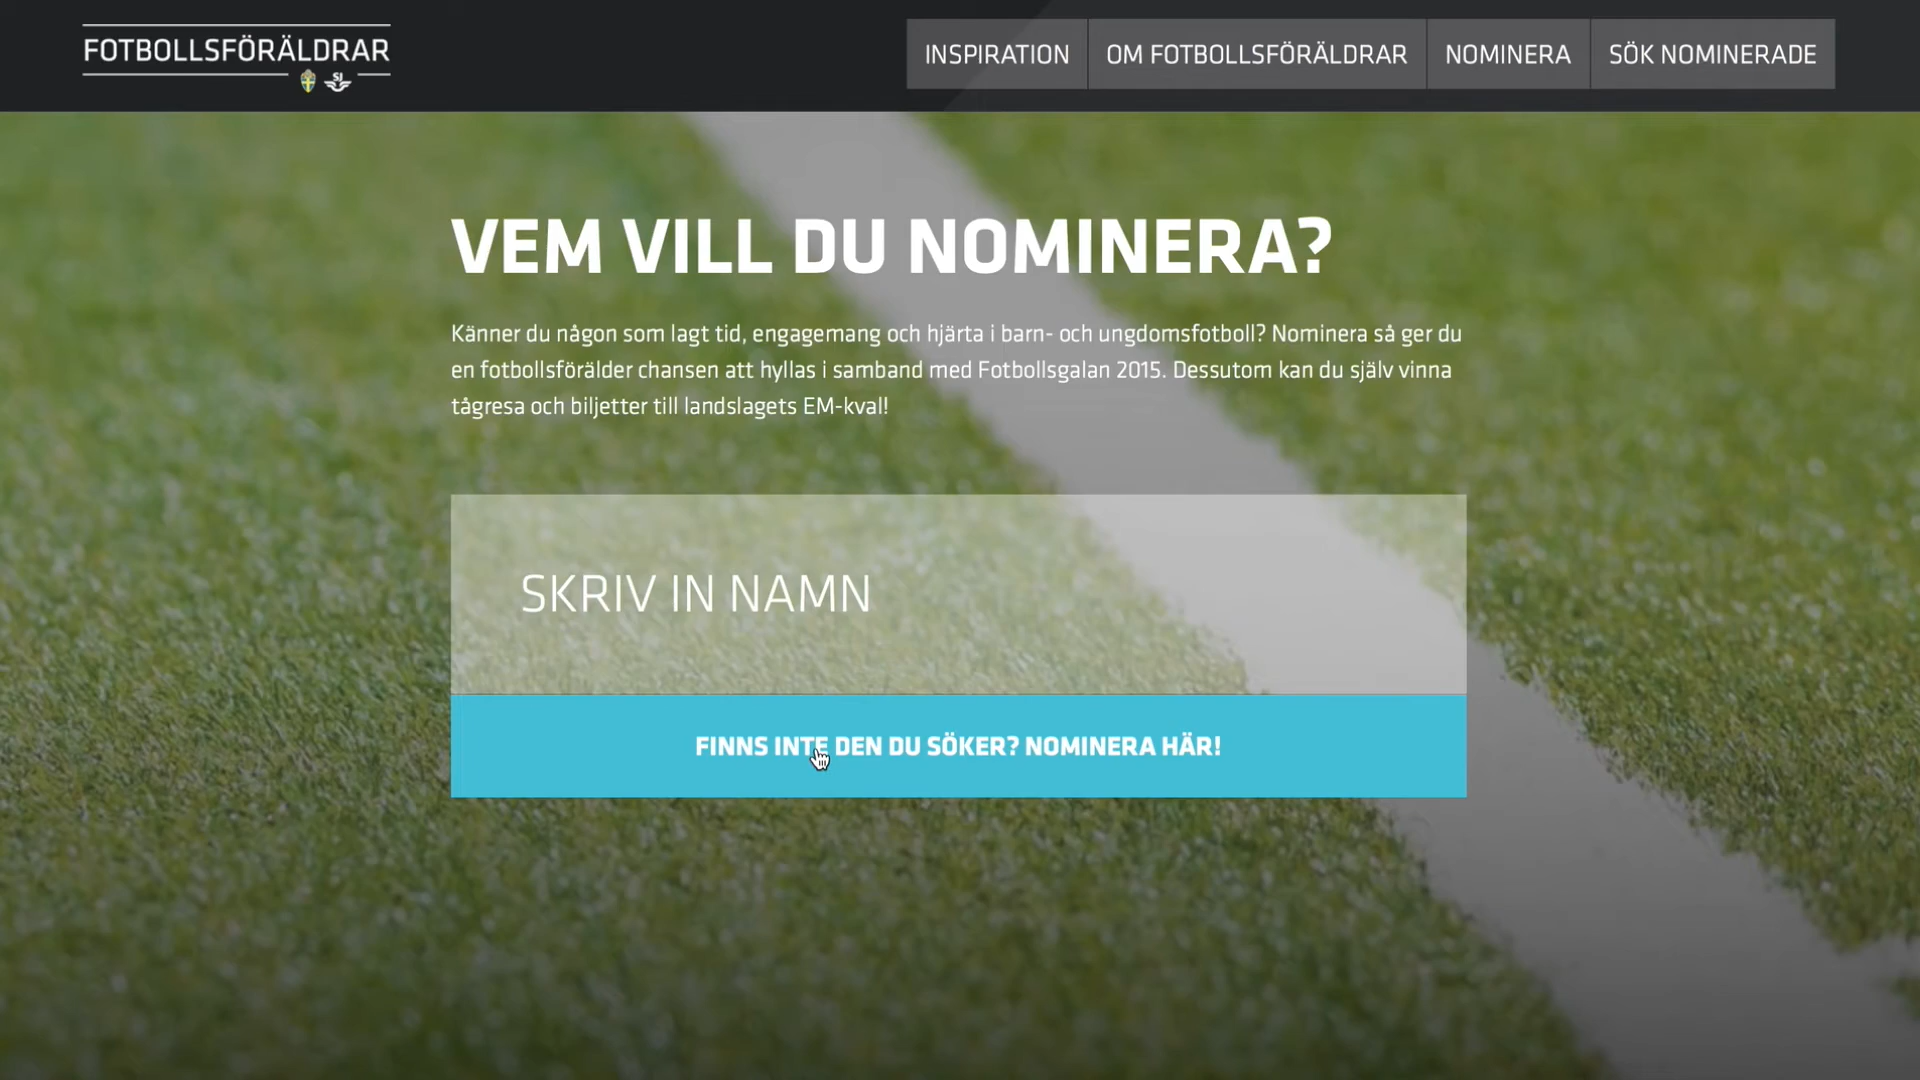 FOTBOLLSFÖRÄLDRAR
SJ
INSPIRATION
OM FOTBOLLSFÖRÄLDRAR
NOMINERA
SÖK NOMINERADE
VEM VILL DU NOMINERA?
Känner du någon som lagt tid, engagemang och hjärta i barn- och ungdomsfotboll? Nominera så ger du
en fotbollsförälder chansen att hyllas i samband med Fotbollsgalan 2015. Dessutom kan du själv vinna
tågresa och biljetter till landslagets EM-kval!
SKRIV IN NAMN
FINNS INTE DEN DU SÖKER? NOMINERA HÄR!